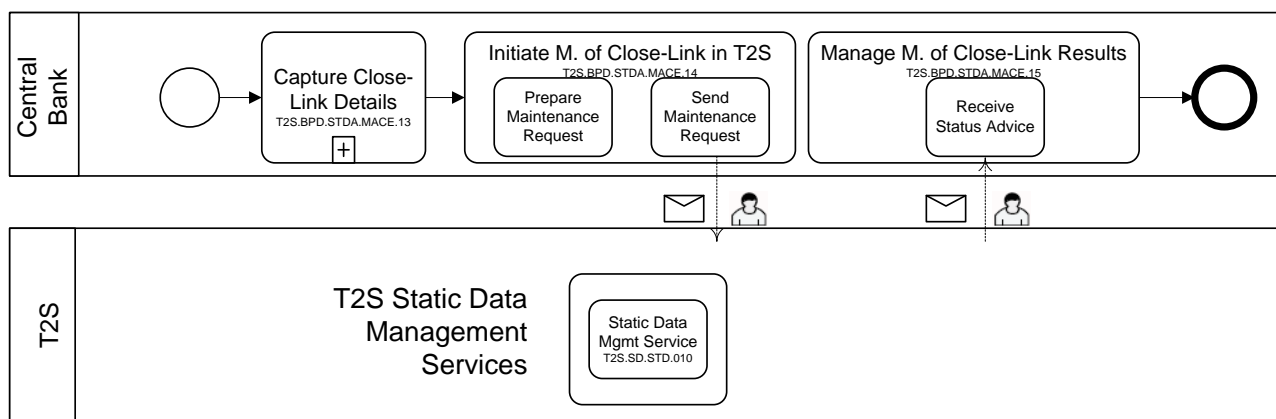 Central
Bank
Capture Close-
Link Details
T2S.BPD.STDA.MACE.13
+
Initiate M. of Close-Link in T2S
T2S.BPD.STDA.MACE.14
Prepare
Maintenance
Request
Send
Maintenance
Request
Manage M. of Close-Link Results
T2S.BPD.STDA.MACE.15
Receive
Status Advice
T2S
T2S Static Data
Management
Services
Static Data
Mgmt Service
T2S.SD.STD.010